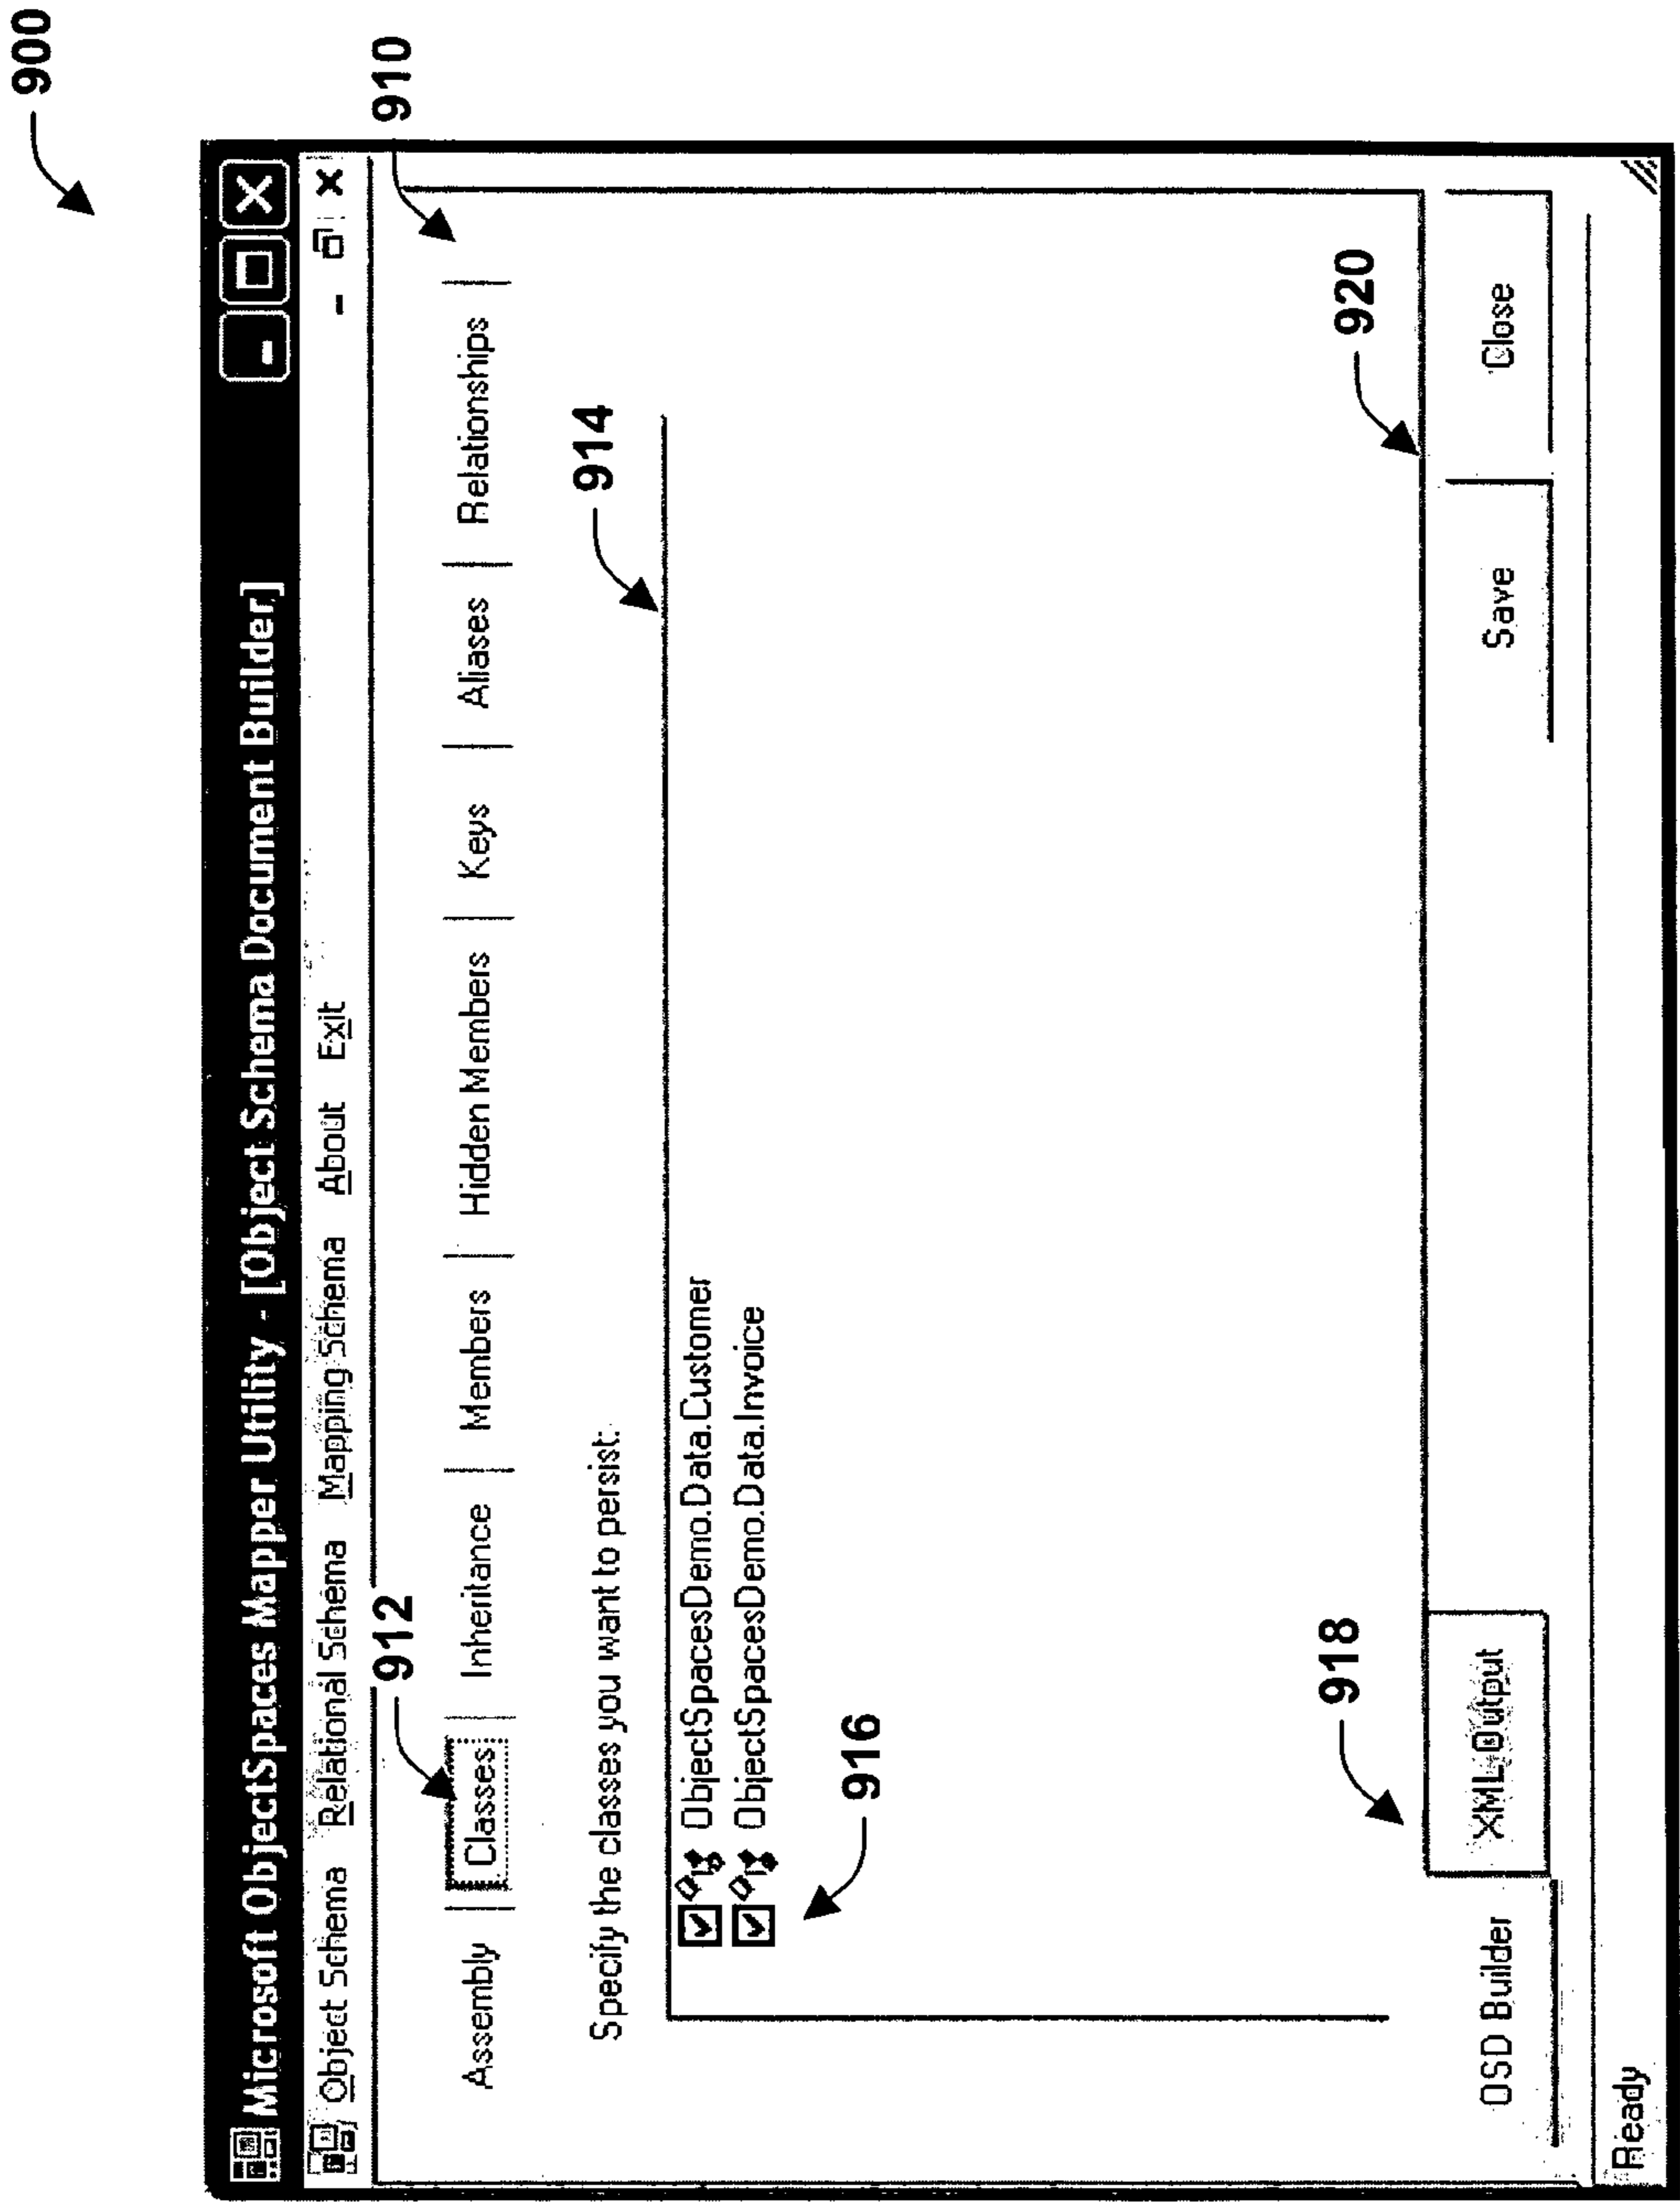 900
Microsoft ObjectSpaces Mapper Utility - [Object Schema Document Builder]
Object Schema Relational Schema Mapping Schema About Exit
912
910
Assembly Classes Inheritance Members Hidden Members Keys Aliases Relationships
Specify the classes you want to persist:
914
ObjectSpacesDemo.Data.Customer
ObjectSpacesDemo.Data.Invoice
916
918
920
OSD Builder XML Output Save Close
Ready